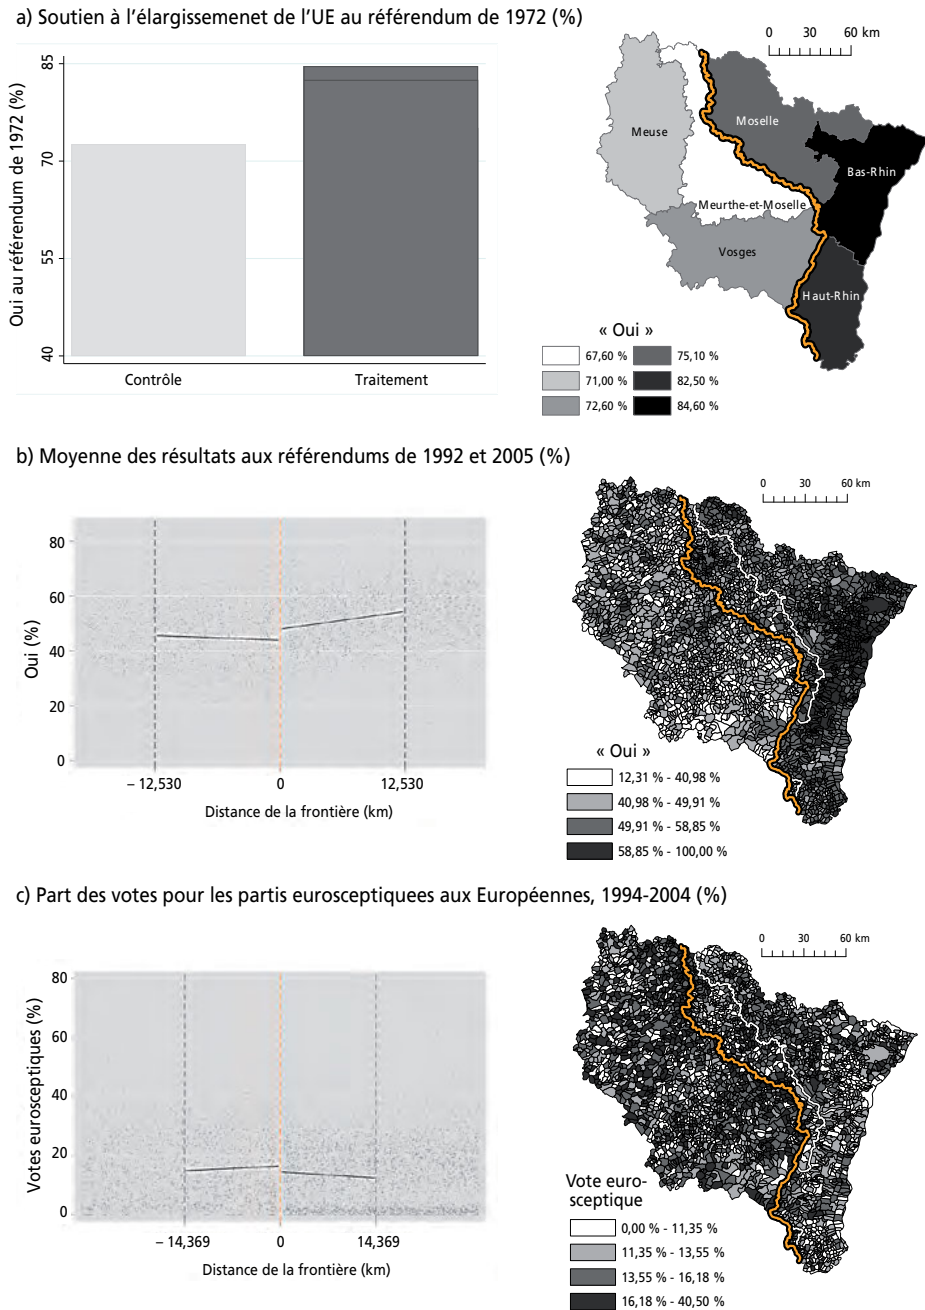 a) Soutien à l’élargissemenet de l’UE au référendum de 1972 (%)
Oui au référendum de 1972 (%)
85
70
55
40
Contrôle
Traitement
0 30 60 km
Meuse
Moselle
Bas-Rhin
Meurthe-et-Moselle
Vosges
Haut-Rhin
« Oui »
67,60 % 75,10 %
71,00 % 82,50 %
72,60 % 84,60 %
b) Moyenne des résultats aux référendums de 1992 et 2005 (%)
Oui (%)
80
60
40
20
0
– 12,530 0 12,530
Distance de la frontière (km)
0 30 60 km
« Oui »
12,31 % - 40,98 %
40,98 % - 49,91 %
49,91 % - 58,85 %
58,85 % - 100,00 %
c) Part des votes pour les partis eurosceptiquees aux Européennes, 1994-2004 (%)
Votes eurosceptiques (%)
80
60
40
20
0
– 14,369 0 14,369
Distance de la frontière (km)
0 30 60 km
Vote euro-
sceptique
0,00 % - 11,35 %
11,35 % - 13,55 %
13,55 % - 16,18 %
16,18 % - 40,50 %